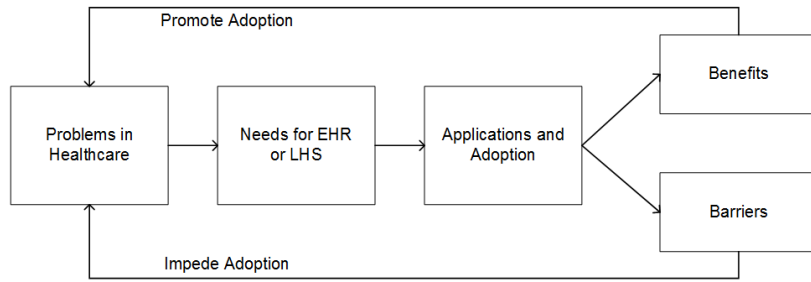 Promote Adoption
Benefits
Problems in
Healthcare
Needs for EHR
or LHS
Applications and
Adoption
Barriers
Impede Adoption